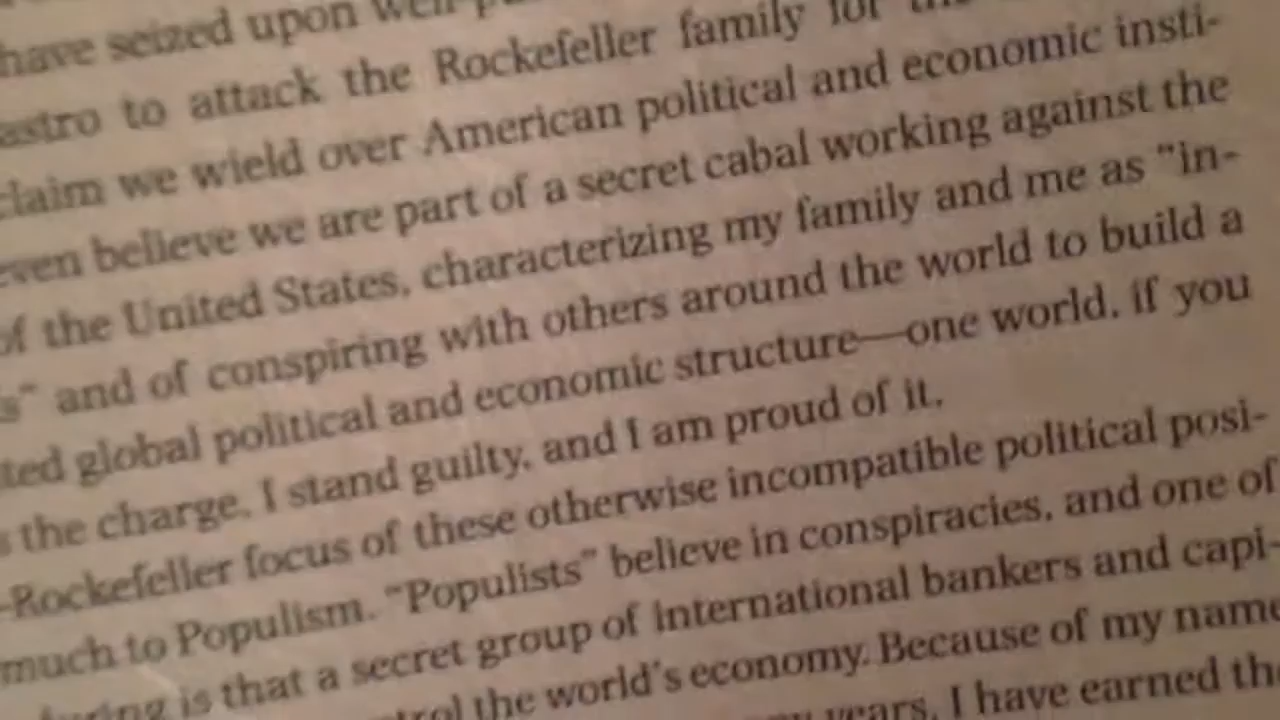 have seized upon well-
astro to attack the Rockefeller family for
claim we wield over American political and economic insti-
even believe we are part of a secret cabal working against the
of the United States, characterizing my family and me as "in-
s" and of conspiring with others around the world to build a
ted global political and economic structure—one world, if you
s the charge, I stand guilty, and I am proud of it.
-Rockefeller focus of these otherwise incompatible political posi-
much to Populism. "Populists" believe in conspiracies, and one of
is that a secret group of international bankers and capi-
trol the world's economy. Because of my name
years, I have earned the